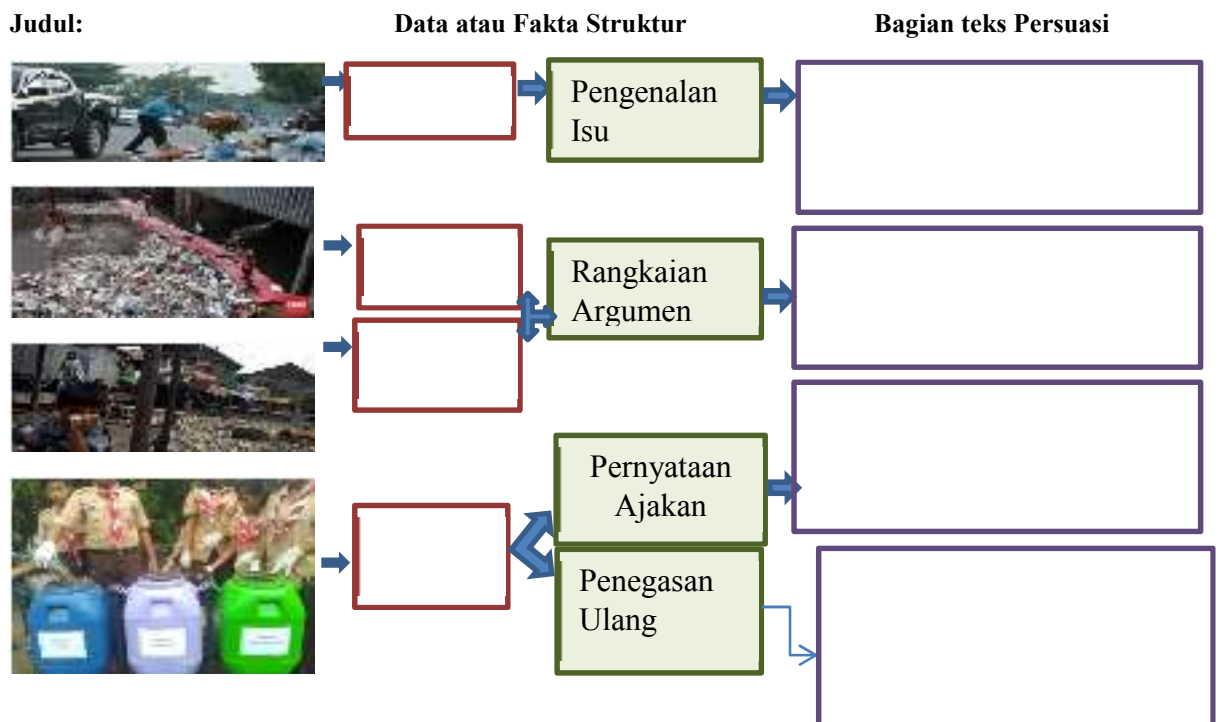 Judul:
Data atau Fakta Struktur
Bagian teks Persuasi
Pengenalan
Isu
Rangkaian
Argumen
Pernyataan
Ajakan
Penegasan
Ulang